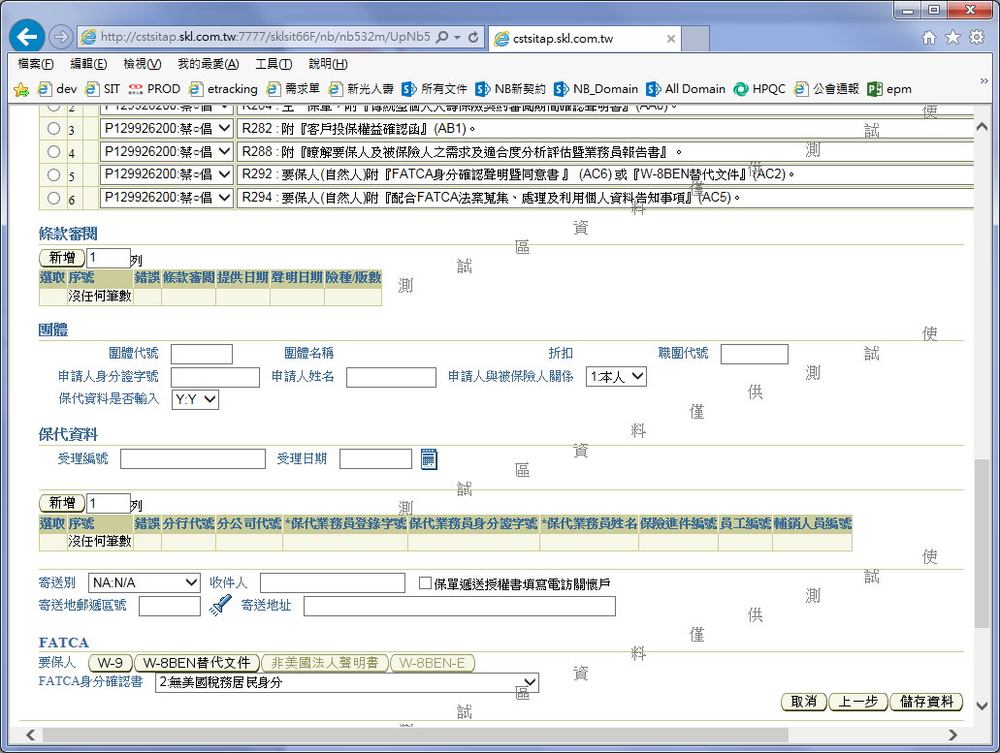 http://cstsitap.skl.com.tw:7777/sklsit66F/nb/nb532m/UpNb5
cstsitap.skl.com.tw
檔案(F) 編輯(E) 檢視(V) 我的最愛(A) 工具(T) 說明(H)
dev SIT PROD etracking 需求單 新光人壽 所有文件 NB新契約 NB_Domain All Domain HPQC 公會通報 epm
2
3 P129926200:禁▫倡 R282 : 附『客戶投保權益確認函』(AB1)。
4 P129926200:禁▫倡 R288 : 附『瞭解要保人及被保險人之需求及適合度分析評估暨業務員報告書』。
5 P129926200:禁▫倡 R292 : 要保人(自然人)附『FATCA身分確認聲明暨同意書』 (AC6) 或『W-8BEN替代文件』(AC2)。
6 P129926200:禁▫倡 R294 : 要保人(自然人)附『配合FATCA法案蒐集、處理及利用個人資料告知事項』(AC5)。
條款審閱
新增 1 列
選取 序號 錯誤 條款審閱 提供日期 聲明日期 險種/版數
沒任何筆數
團體
團體代號 團體名稱 折扣 職團代號
申請人身分證字號 申請人姓名 申請人與被保險人關係 1:本人
保代資料是否輸入 Y:Y
保代資料
受理編號 受理日期
新增 1 列
選取 序號 錯誤 分行代號 分公司代號 *保代業務員登錄字號 保代業務員身分證字號 *保代業務員姓名 保險進件編號 員工編號 輔銷人員編號
沒任何筆數
寄送別 NA:N/A 收件人 保單遞送授權書填寫電訪關懷戶
寄送地郵遞區號 寄送地址
FATCA
要保人 W-9 W-8BEN替代文件 非美國法人聲明書 W-8BEN-E
FATCA身分確認書 2:無美國稅務居民身分
取消 上一步 儲存資料
測試區資料僅供測試使
測試區資料僅供測試使